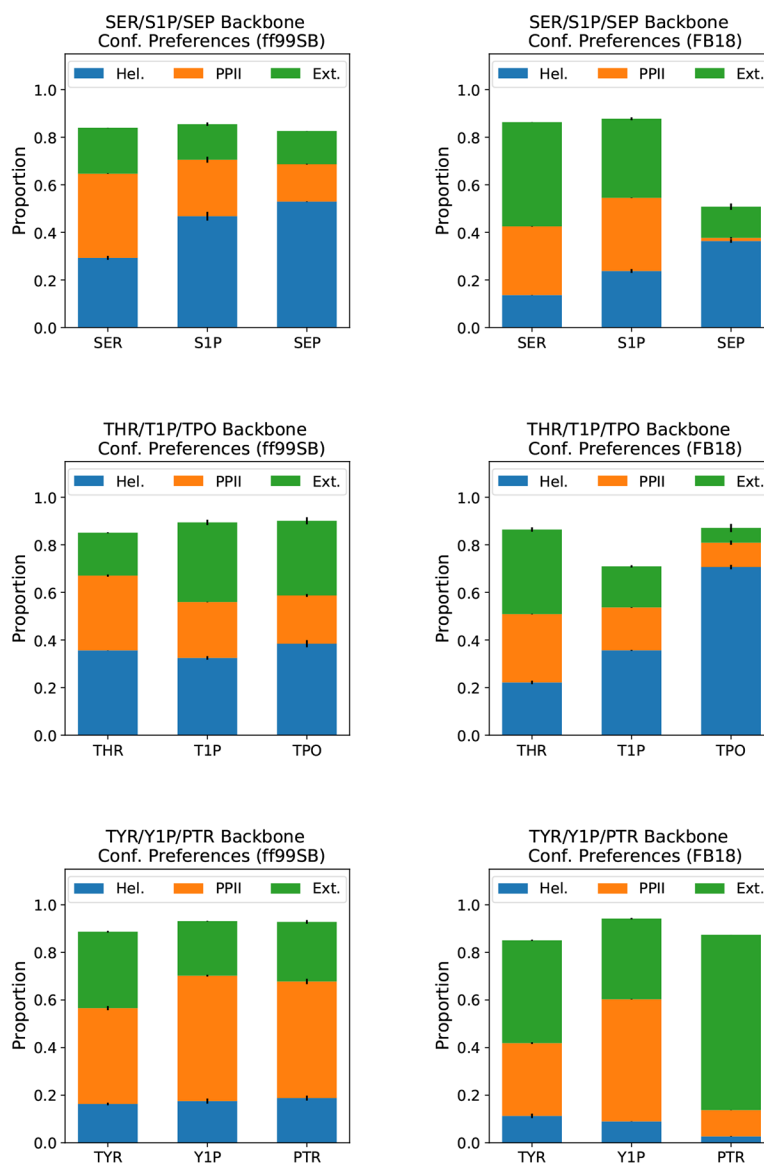 SER/S1P/SEP Backbone
Conf. Preferences (ff99SB)
Hel. PPII Ext.
1.0
0.8
0.6
0.4
0.2
0.0
Proportion
SER S1P SEP
SER/S1P/SEP Backbone
Conf. Preferences (FB18)
Hel. PPII Ext.
1.0
0.8
0.6
0.4
0.2
0.0
Proportion
SER S1P SEP
THR/T1P/TPO Backbone
Conf. Preferences (ff99SB)
Hel. PPII Ext.
1.0
0.8
0.6
0.4
0.2
0.0
Proportion
THR T1P TPO
THR/T1P/TPO Backbone
Conf. Preferences (FB18)
Hel. PPII Ext.
1.0
0.8
0.6
0.4
0.2
0.0
Proportion
THR T1P TPO
TYR/Y1P/PTR Backbone
Conf. Preferences (ff99SB)
Hel. PPII Ext.
1.0
0.8
0.6
0.4
0.2
0.0
Proportion
TYR Y1P PTR
TYR/Y1P/PTR Backbone
Conf. Preferences (FB18)
Hel. PPII Ext.
1.0
0.8
0.6
0.4
0.2
0.0
Proportion
TYR Y1P PTR